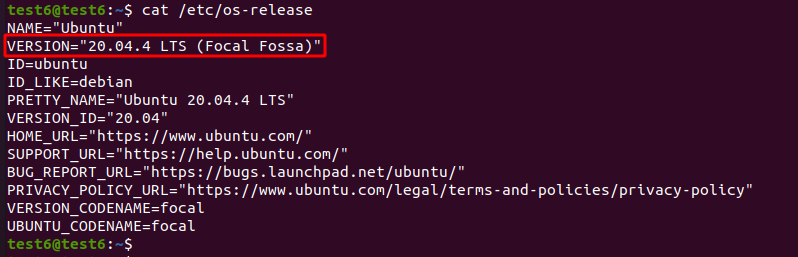 test6@test6:~$ cat /etc/os-release
NAME="Ubuntu"
VERSION="20.04.4 LTS (Focal Fossa)"
ID=ubuntu
ID_LIKE=debian
PRETTY_NAME="Ubuntu 20.04.4 LTS"
VERSION_ID="20.04"
HOME_URL="https://www.ubuntu.com/"
SUPPORT_URL="https://help.ubuntu.com/"
BUG_REPORT_URL="https://bugs.launchpad.net/ubuntu/"
PRIVACY_POLICY_URL="https://www.ubuntu.com/legal/terms-and-policies/privacy-policy"
VERSION_CODENAME=focal
UBUNTU_CODENAME=focal
test6@test6:~$